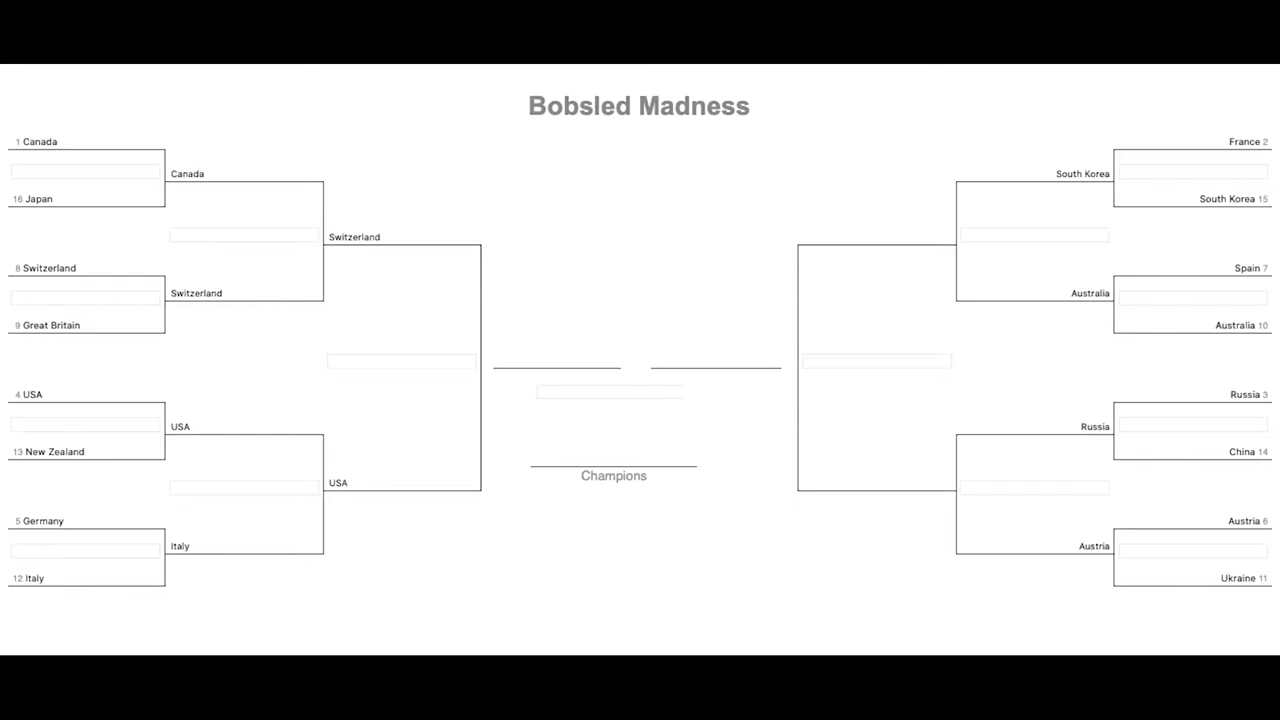 Bobsled Madness
1 Canada
16 Japan
8 Switzerland
9 Great Britain
4 USA
13 New Zealand
5 Germany
12 Italy
Canada
Switzerland
USA
Italy
Switzerland
USA
Champions
South Korea
Australia
Russia
Austria
France 2
South Korea 15
Spain 7
Australia 10
Russia 3
China 14
Austria 6
Ukraine 11